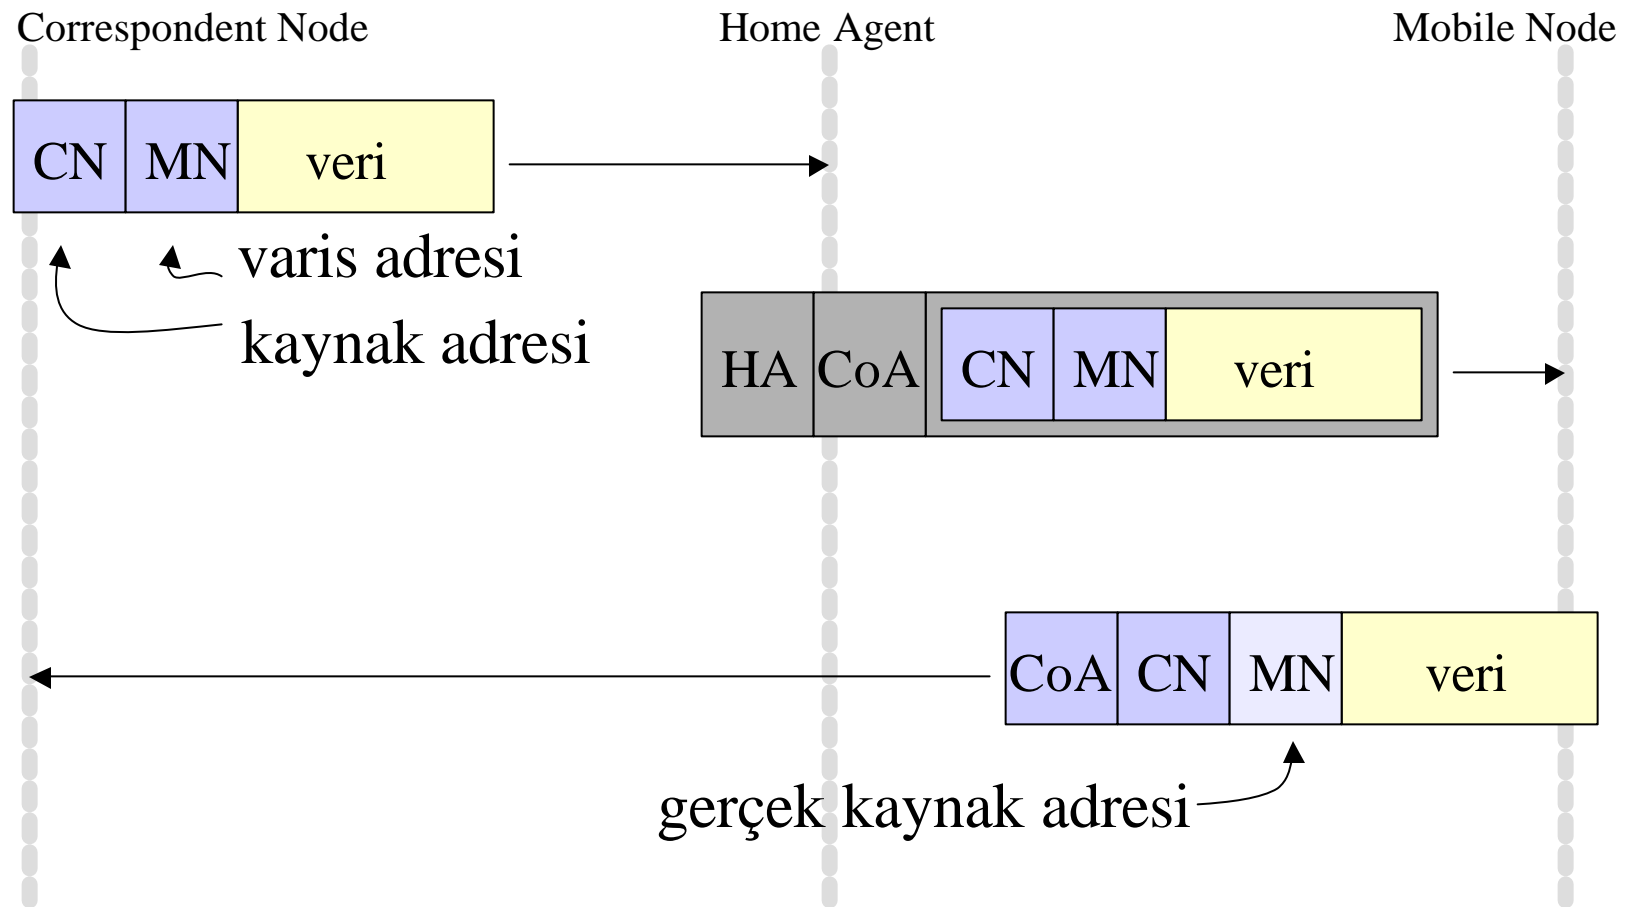 Correspondent Node Home Agent Mobile Node
CN MN veri
varis adresi
kaynak adresi
HA CoA CN MN veri
CoA CN MN veri
gerçek kaynak adresi